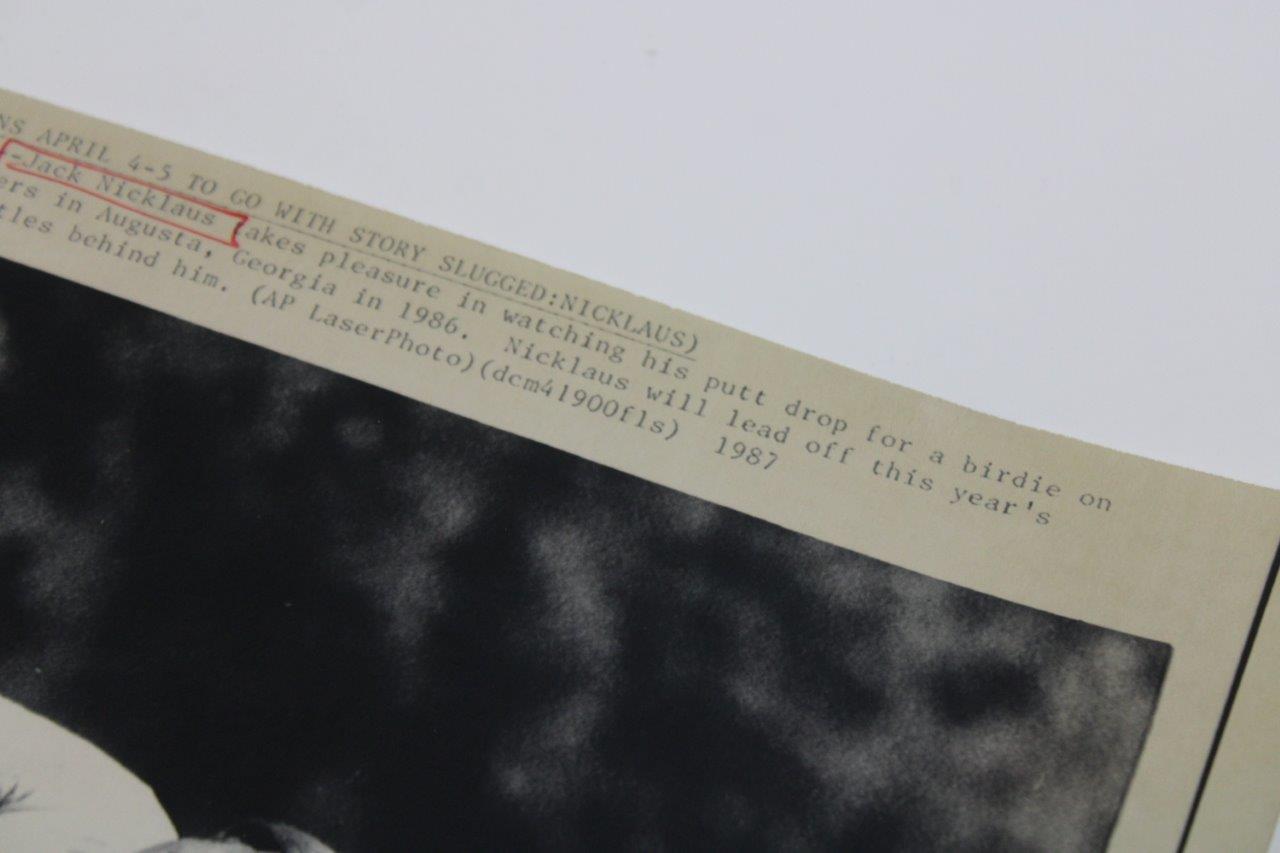 NS APRIL 4-5 TO GO WITH STORY SLUGGED:NICKLAUS)
-Jack Nicklaus takes pleasure in watching his putt drop for a birdie on
ers in Augusta, Georgia in 1986. Nicklaus will lead off this year's
tles behind him. (AP LaserPhoto)(dcm41900fls) 1987